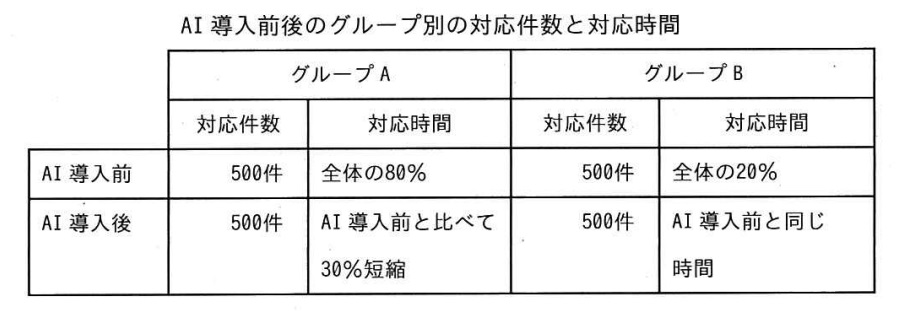 AI 導入前後のグループ別の対応件数と対応時間
グループA グループB
対応件数 対応時間 対応件数 対応時間
AI 導入前 500件 全体の80% 500件 全体の20%
AI 導入後 500件 AI 導入前と比べて 500件 AI 導入前と同じ
30%短縮 時間